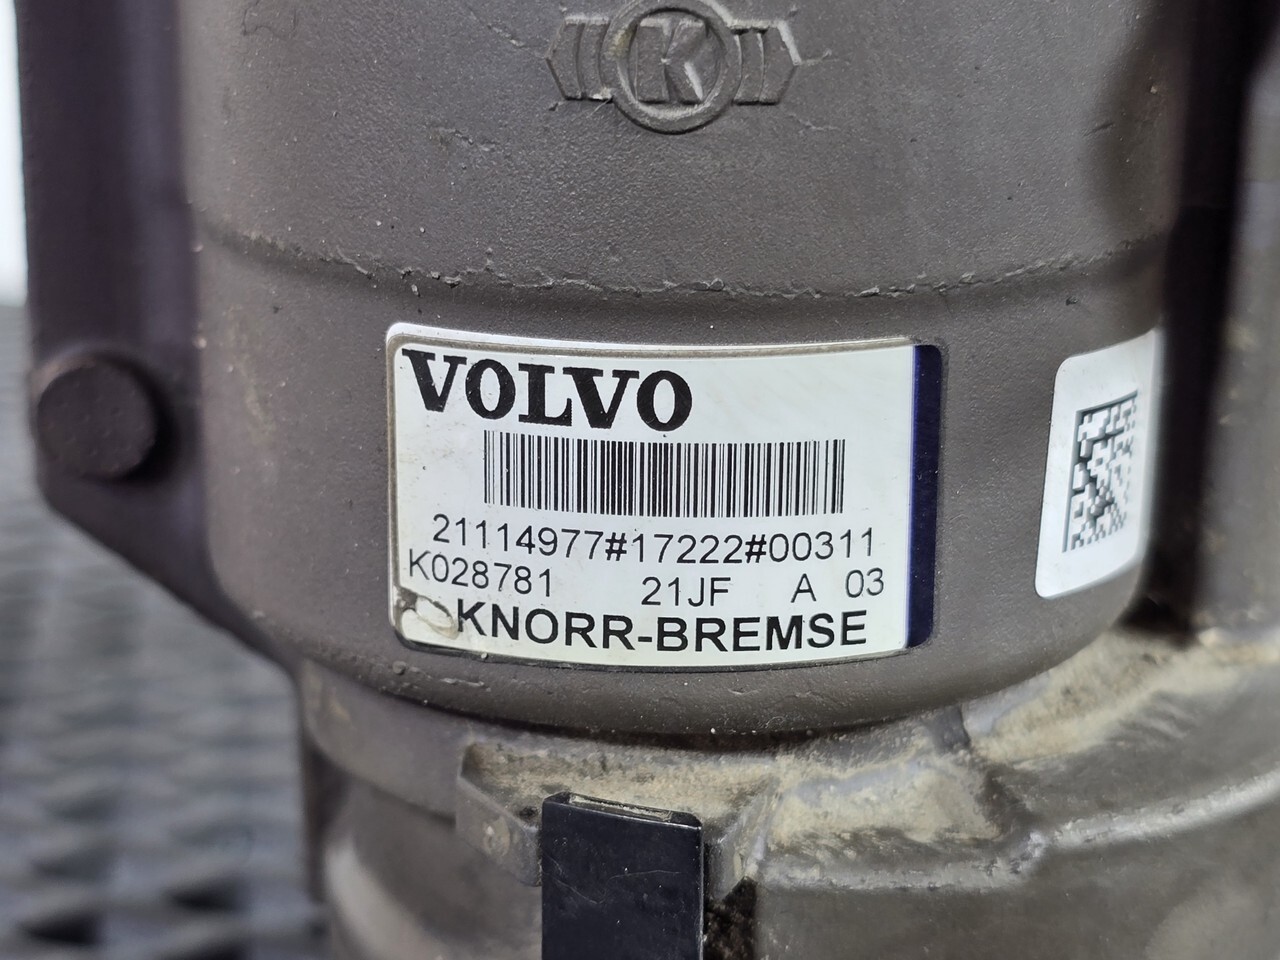 K
VOLVO
21114977#17222#00311
K028781 21JF A 03
KNORR-BREMSE